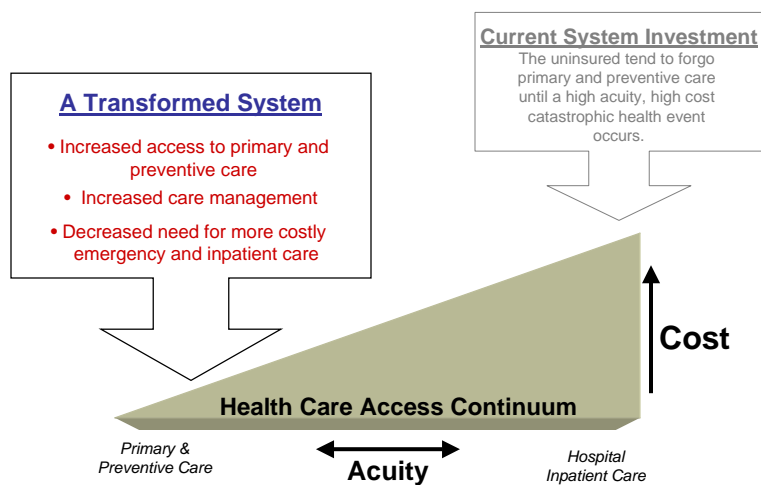 Current System Investment
The uninsured tend to forgo
primary and preventive care
until a high acuity, high cost
catastrophic health event
occurs.
A Transformed System
• Increased access to primary and
preventive care
• Increased care management
• Decreased need for more costly
emergency and inpatient care
Cost
Health Care Access Continuum
Primary &
Preventive Care
Acuity
Hospital
Inpatient Care